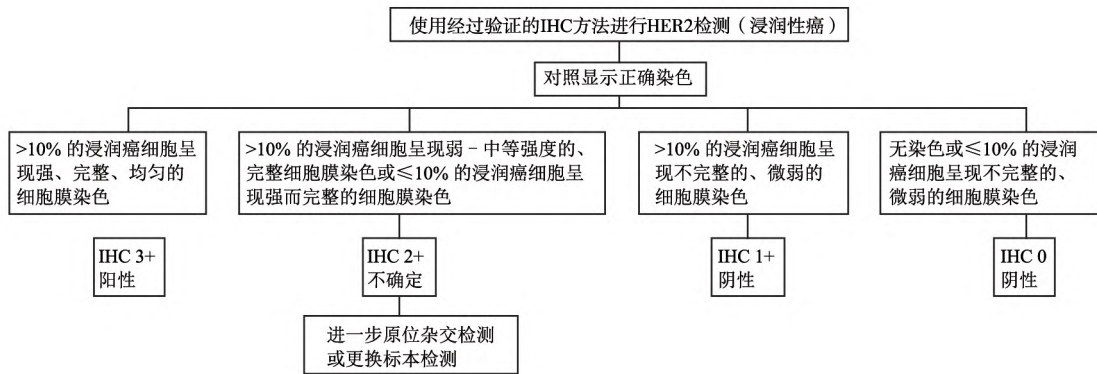 使用经过验证的IHC方法进行HER2检测（浸润性癌）
对照显示正确染色
>10% 的浸润癌细胞呈
现强、完整、均匀的
细胞膜染色
>10% 的浸润癌细胞呈现弱－中等强度的、
完整细胞膜染色或≤10% 的浸润癌细胞呈
现强而完整的细胞膜染色
>10% 的浸润癌细胞呈
现不完整的、微弱的
细胞膜染色
无染色或≤10% 的浸润
癌细胞呈现不完整的、
微弱的细胞膜染色
IHC 3+
阳性
IHC 2+
不确定
IHC 1+
阴性
IHC 0
阴性
进一步原位杂交检测
或更换标本检测